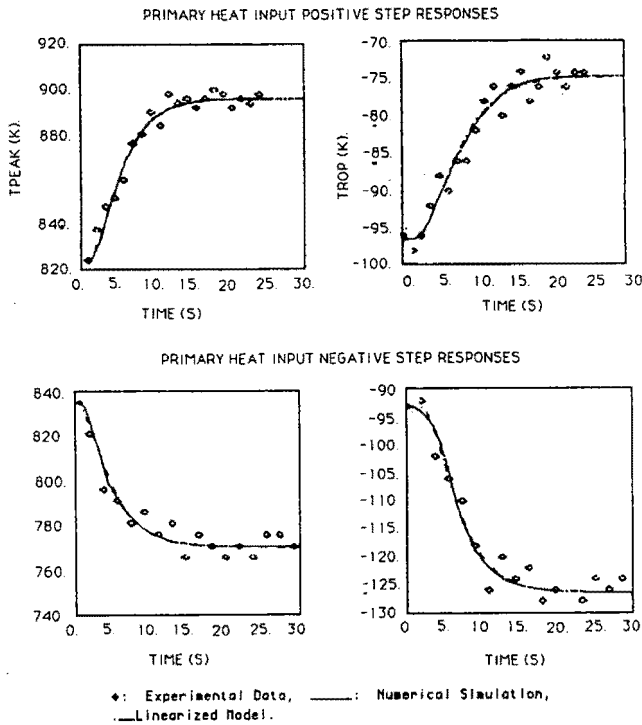 PRIMARY HEAT INPUT POSITIVE STEP RESPONSES
920.
900.
880.
840.
820.
TPEAK (K).
0. 5. 10. 15. 20. 25. 30.
TIME (S)
-70.
-75.
-80.
-85.
-90.
-95.
-100.
TROP (K).
0. 5. 10. 15. 20. 25. 30
TIME (S)
PRIMARY HEAT INPUT NEGATIVE STEP RESPONSES
840.
820.
800.
780.
760.
740
TPEAK (K)
0. 5. 10. 15. 20. 25. 30
TIME (S)
-90
-95.
-100.
-105.
-110.
-115.
-120.
-125.
-130.
TROP (K)
0 5. 10. 15. 20. 25. 30
TIME (S)
◆: Experimental Data, ____: Numerical Simulation,
.__Linearized Model.